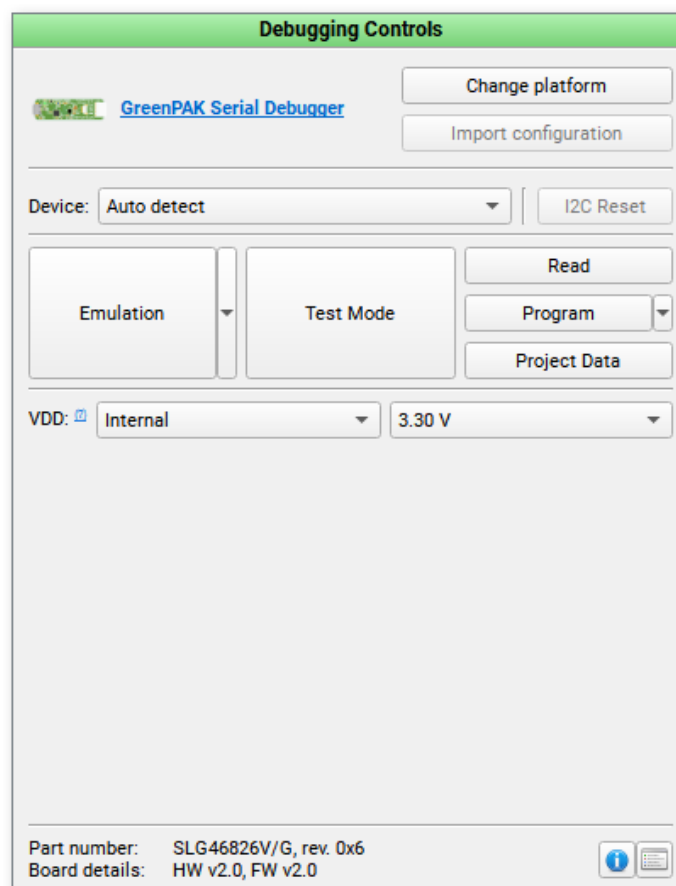 Debugging Controls
GreenPAK Serial Debugger
Change platform
Import configuration
Device: Auto detect
I2C Reset
Emulation
Test Mode
Read
Program
Project Data
VDD: [?] Internal
3.30 V
Part number: SLG46826V/G, rev. 0x6
Board details: HW v2.0, FW v2.0